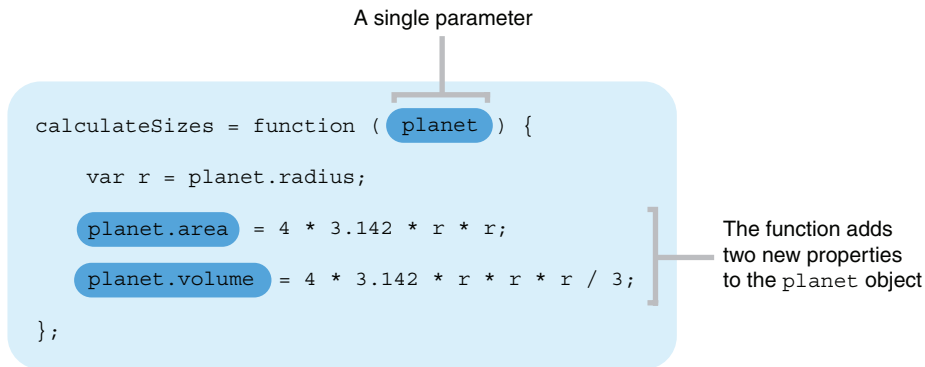 A single parameter
calculateSizes = function ( planet ) {
var r = planet.radius;
planet.area = 4 * 3.142 * r * r;
planet.volume = 4 * 3.142 * r * r * r / 3;
};
The function adds
two new properties
to the planet object